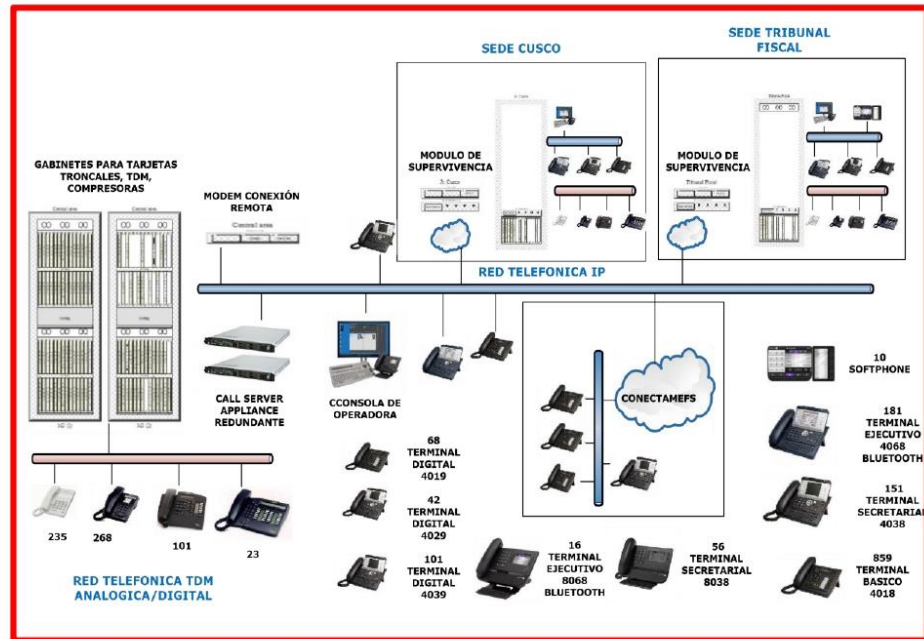 SEDE CUSCO
SEDE TRIBUNAL
FISCAL
GABINETES PARA TARJETAS
TRONCALES, TDM,
COMPRESORAS
MODEM CONEXIÓN
REMOTA
Central area
MODULO DE
SUPERVIVENCIA
MODULO DE
SUPERVIVENCIA
Tribunal Fiscal
RED TELEFONICA IP
CALL SERVER
APPLIANCE
REDUNDANTE
CCONSOLA DE
OPERADORA
CONECTAMEFS
10
SOFTPHONE
181
TERMINAL
EJECUTIVO
4068
BLUETOOTH
151
TERMINAL
SECRETARIAL
4038
859
TERMINAL
BASICO
4018
68
TERMINAL
DIGITAL
4019
42
TERMINAL
DIGITAL
4029
101
TERMINAL
DIGITAL
4039
16
TERMINAL
EJECUTIVO
8068
BLUETOOTH
56
TERMINAL
SECRETARIAL
8038
235
268
101
23
RED TELEFONICA TDM
ANALOGICA/DIGITAL